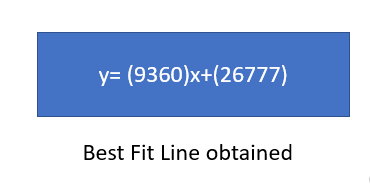 y= (9360)x+(26777)
Best Fit Line obtained